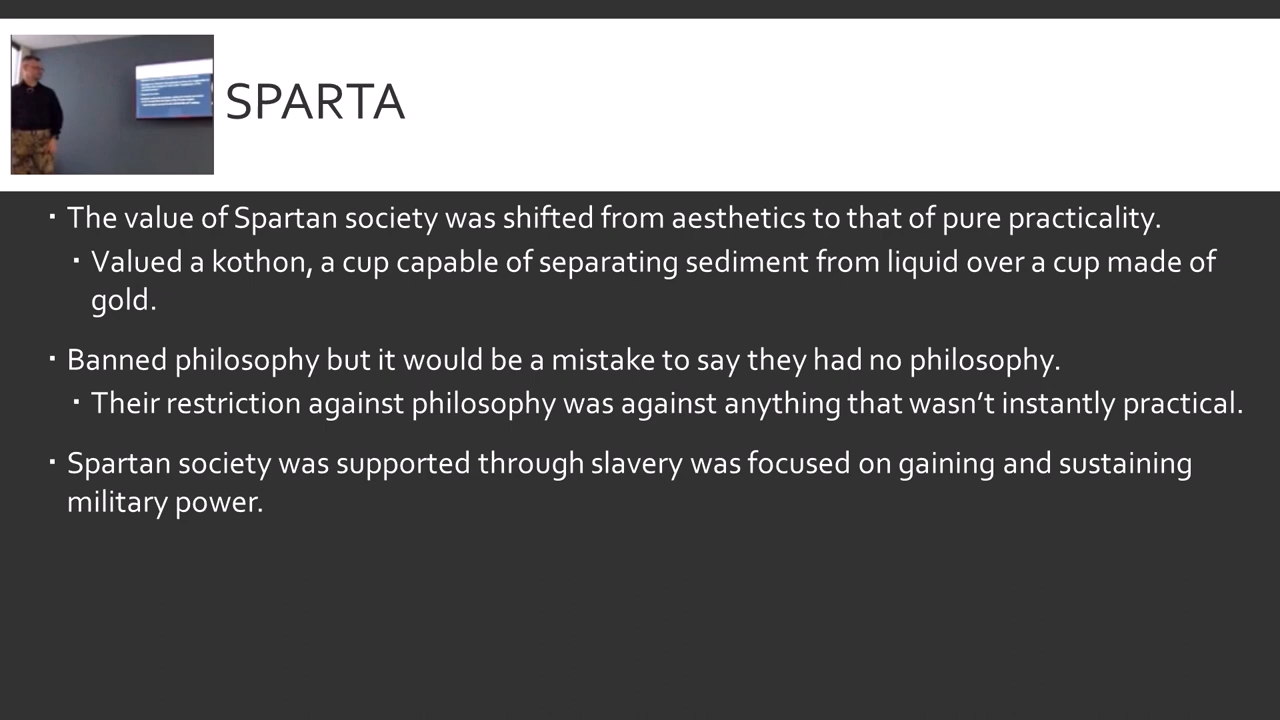 SPARTA
▪ The value of Spartan society was shifted from aesthetics to that of pure practicality.
▪ Valued a kothon, a cup capable of separating sediment from liquid over a cup made of
gold.
▪ Banned philosophy but it would be a mistake to say they had no philosophy.
▪ Their restriction against philosophy was against anything that wasn’t instantly practical.
▪ Spartan society was supported through slavery was focused on gaining and sustaining
military power.